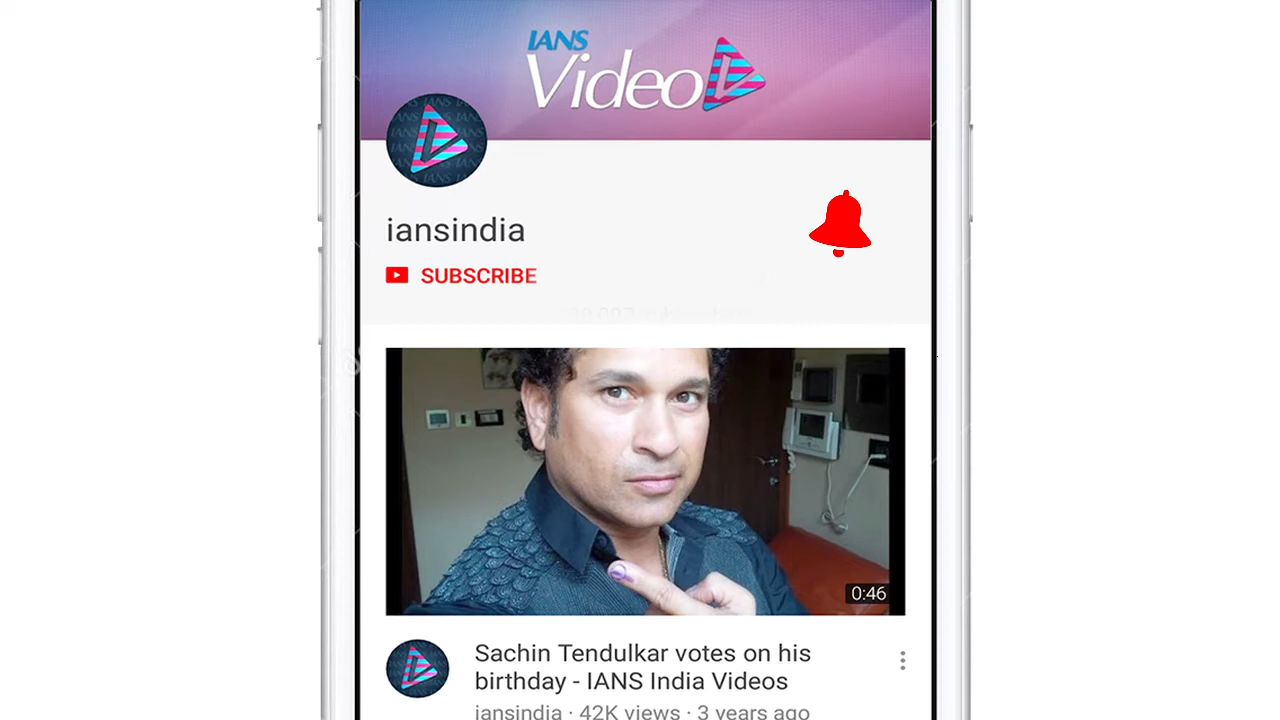 IANS
Video
iansindia
SUBSCRIBE
0:46
Sachin Tendulkar votes on his
birthday - IANS India Videos
iansindia · 42K views · 3 years ago